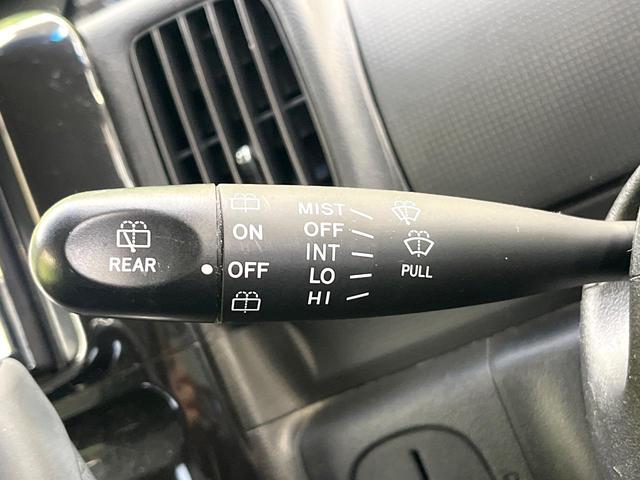 REAR
ON
OFF
MIST
OFF
INT
LO
HI
PULL